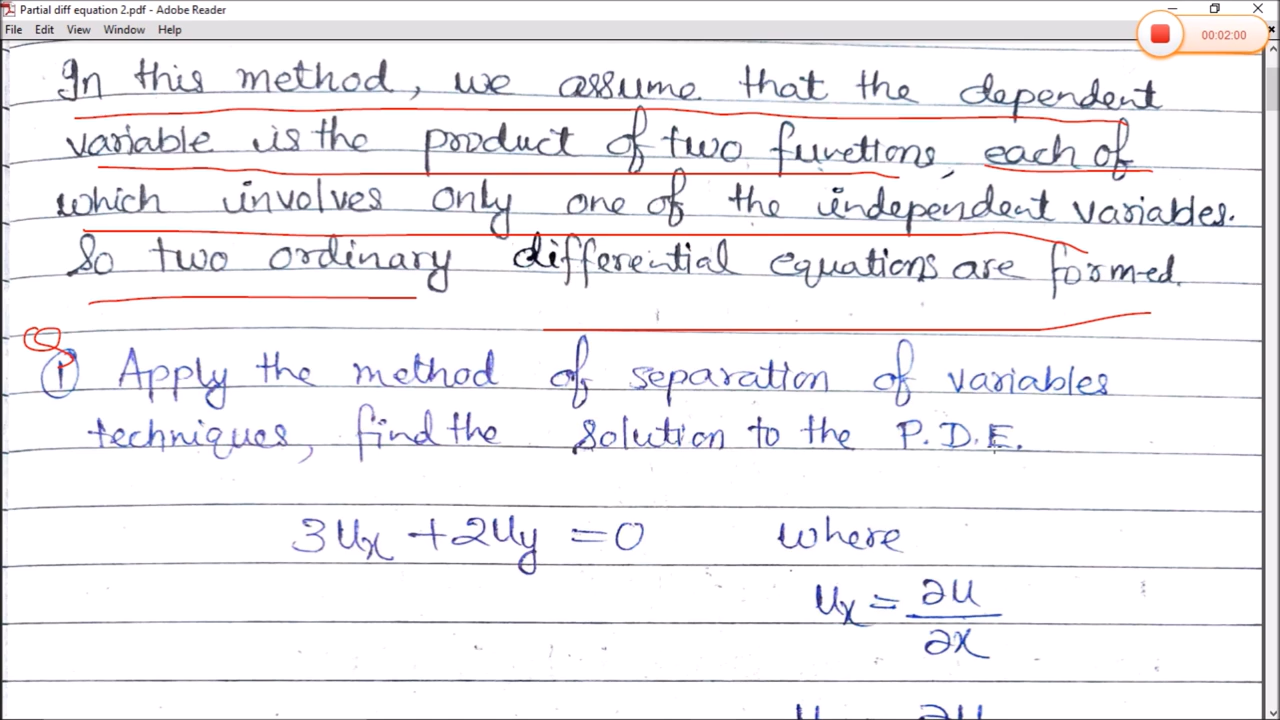 Partial diff equation 2.pdf - Adobe Reader
File Edit View Window Help
00:02:00
In this method, we assume that the dependent
variable is the product of two functions, each of
which involves only one of the independent variables.
So two ordinary differential equations are formed.
Q
① Apply the method of separation of variables
techniques, find the solution to the P.D.E.
3Ux + 2Uy = 0 where
Ux = ∂U
∂x